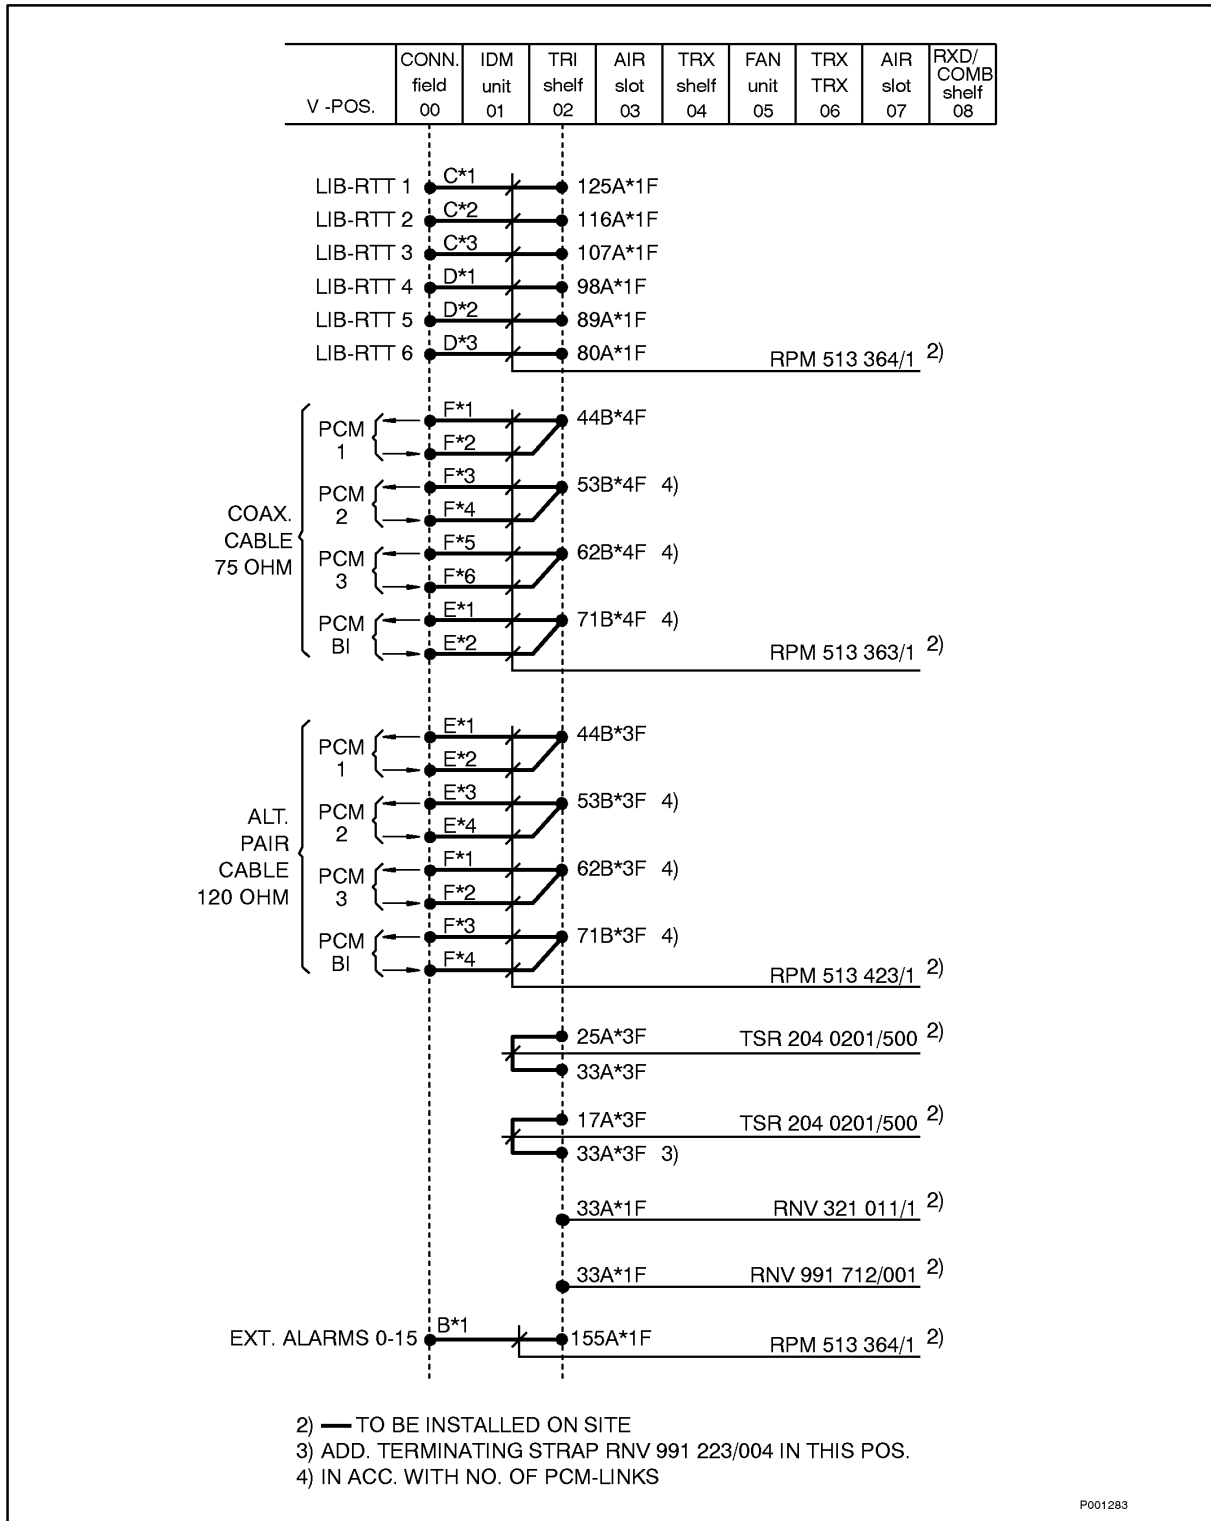 V -POS.
CONN. field 00
IDM unit 01
TRI shelf 02
AIR slot 03
TRX shelf 04
FAN unit 05
TRX TRX 06
AIR slot 07
RXD/ COMB shelf 08
LIB-RTT 1 C*1 125A*1F
LIB-RTT 2 C*2 116A*1F
LIB-RTT 3 C*3 107A*1F
LIB-RTT 4 D*1 98A*1F
LIB-RTT 5 D*2 89A*1F
LIB-RTT 6 D*3 80A*1F
RPM 513 364/1 2)
COAX.
CABLE
75 OHM
PCM 1 F*1 44B*4F
F*2
PCM 2 F*3 53B*4F 4)
F*4
PCM 3 F*5 62B*4F 4)
F*6
PCM BI E*1 71B*4F 4)
E*2
RPM 513 363/1 2)
ALT.
PAIR
CABLE
120 OHM
PCM 1 E*1 44B*3F
E*2
PCM 2 E*3 53B*3F 4)
E*4
PCM 3 F*1 62B*3F 4)
F*2
PCM BI F*3 71B*3F 4)
F*4
RPM 513 423/1 2)
25A*3F
TSR 204 0201/500 2)
33A*3F
17A*3F
TSR 204 0201/500 2)
33A*3F 3)
33A*1F RNV 321 011/1 2)
33A*1F RNV 991 712/001 2)
EXT. ALARMS 0-15 B*1 155A*1F
RPM 513 364/1 2)
2) TO BE INSTALLED ON SITE
3) ADD. TERMINATING STRAP RNV 991 223/004 IN THIS POS.
4) IN ACC. WITH NO. OF PCM-LINKS
P001283